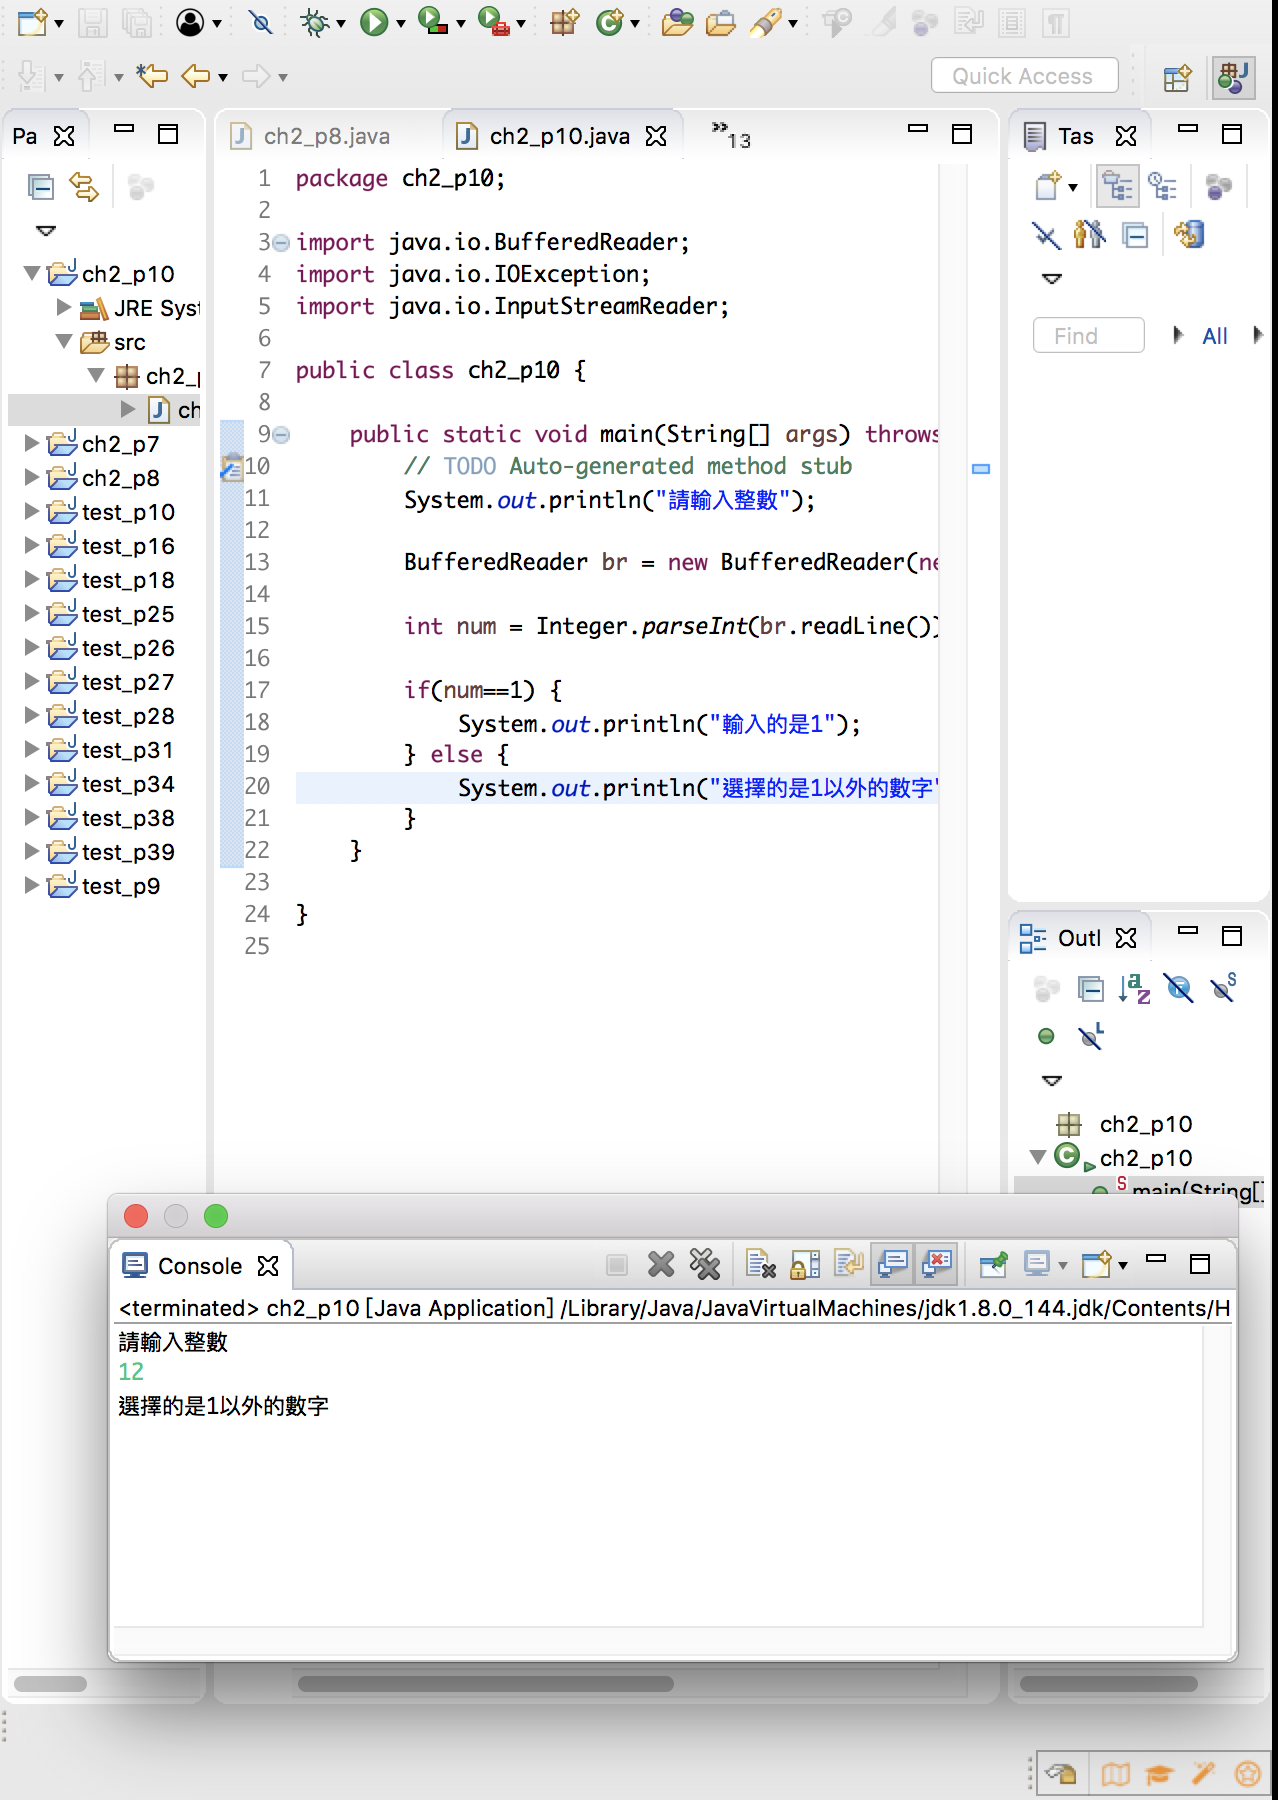 Quick Access
Pa
ch2_p8.java
ch2_p10.java
»13
Tas
ch2_p10
JRE Syst
src
ch2_p
ch
ch2_p7
ch2_p8
test_p10
test_p16
test_p18
test_p25
test_p26
test_p27
test_p28
test_p31
test_p34
test_p38
test_p39
test_p9
1 package ch2_p10;
2
3 import java.io.BufferedReader;
4 import java.io.IOException;
5 import java.io.InputStreamReader;
6
7 public class ch2_p10 {
8
9 public static void main(String[] args) throws
10 // TODO Auto-generated method stub
11 System.out.println("請輸入整數");
12
13 BufferedReader br = new BufferedReader(ne
14
15 int num = Integer.parseInt(br.readLine())
16
17 if(num==1) {
18 System.out.println("輸入的是1");
19 } else {
20 System.out.println("選擇的是1以外的數字"
21 }
22 }
23
24 }
25
Find
All
Outl
ch2_p10
ch2_p10
main(String[]
Console
<terminated> ch2_p10 [Java Application] /Library/Java/JavaVirtualMachines/jdk1.8.0_144.jdk/Contents/H
請輸入整數
12
選擇的是1以外的數字